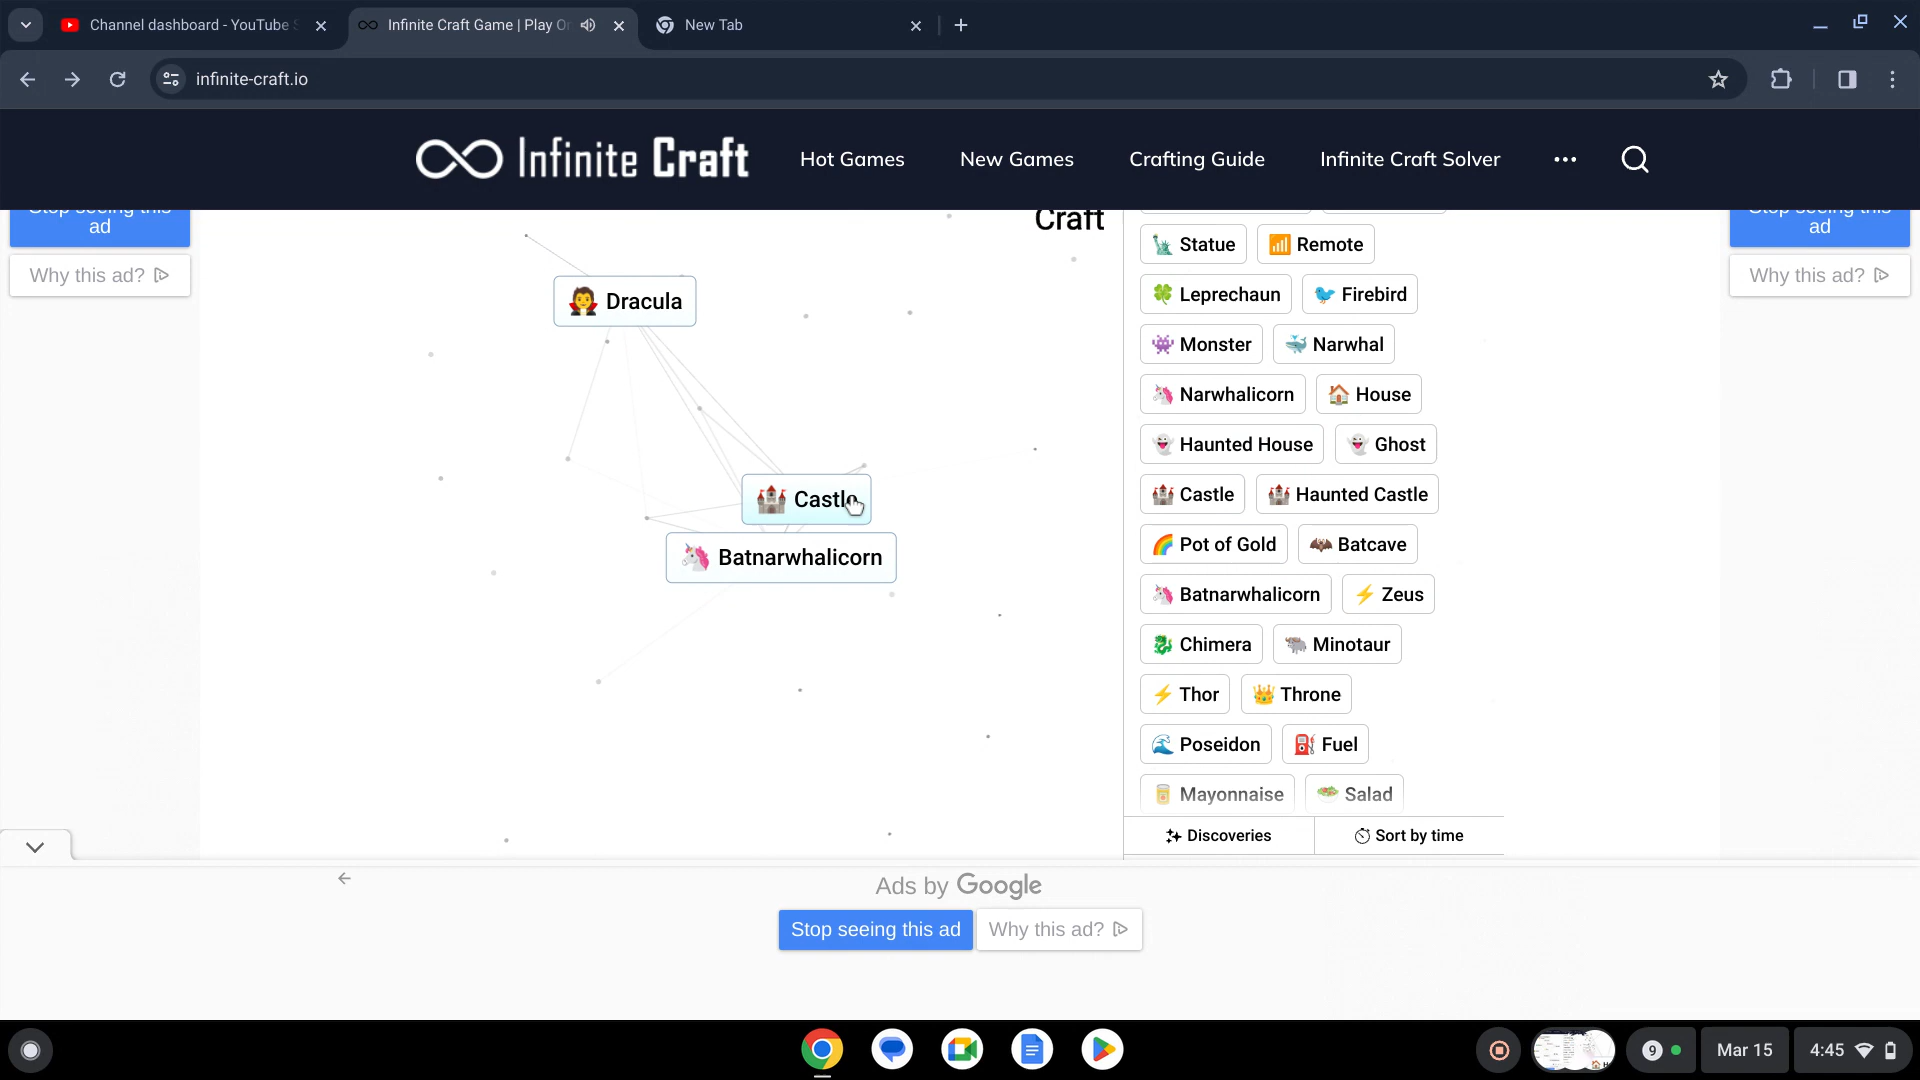 Channel dashboard - YouTube
Infinite Craft Game | Play
New Tab
infinite-craft.io
Infinite Craft
Hot Games
New Games
Crafting Guide
Infinite Craft Solver
Stop seeing this
ad
Why this ad?
Craft
Dracula
Castle
Batnarwhalicorn
Statue
Remote
Leprechaun
Firebird
Monster
Narwhal
Narwhalicorn
House
Haunted House
Ghost
Castle
Haunted Castle
Pot of Gold
Batcave
Batnarwhalicorn
Zeus
Chimera
Minotaur
Thor
Throne
Poseidon
Fuel
Mayonnaise
Salad
Discoveries
Sort by time
Stop seeing this
ad
Why this ad?
Ads by Google
Stop seeing this ad
Why this ad?
9
Mar 15
4:45